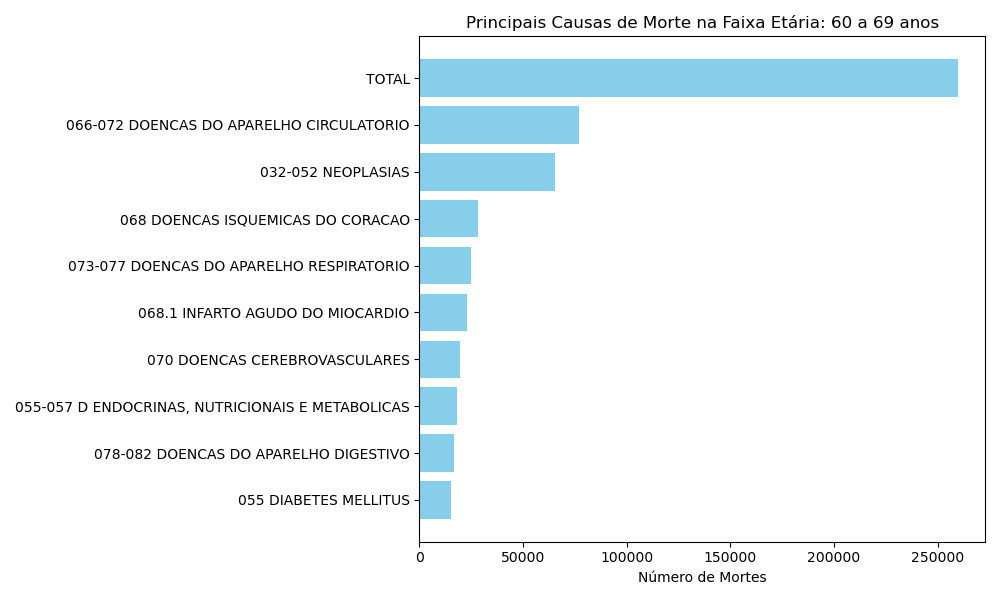 Principais Causas de Morte na Faixa Etária: 60 a 69 anos
TOTAL
066-072 DOENCAS DO APARELHO CIRCULATORIO
032-052 NEOPLASIAS
068 DOENCAS ISQUEMICAS DO CORACAO
073-077 DOENCAS DO APARELHO RESPIRATORIO
068.1 INFARTO AGUDO DO MIOCARDIO
070 DOENCAS CEREBROVASCULARES
055-057 D ENDOCRINAS, NUTRICIONAIS E METABOLICAS
078-082 DOENCAS DO APARELHO DIGESTIVO
055 DIABETES MELLITUS
0 50000 100000 150000 200000 250000
Número de Mortes